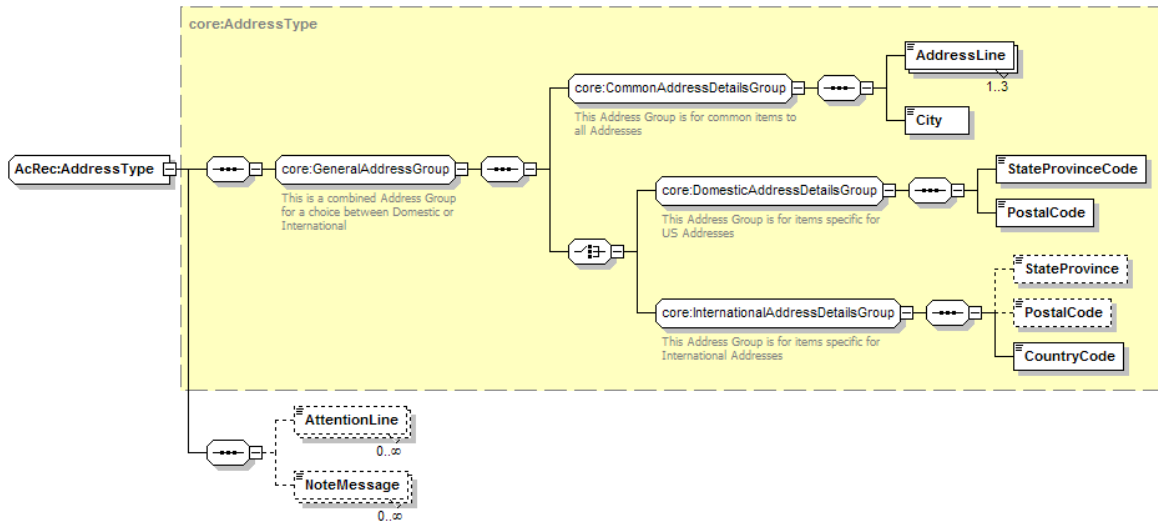 core:AddressType
AddressLine
1..3
core:CommonAddressDetailsGroup
This Address Group is for common items to
all Addresses
City
AcRec:AddressType
core:GeneralAddressGroup
This is a combined Address Group
for a choice between Domestic or
International
core:DomesticAddressDetailsGroup
This Address Group is for items specific for
US Addresses
StateProvinceCode
PostalCode
core:InternationalAddressDetailsGroup
This Address Group is for items specific for
International Addresses
StateProvince
PostalCode
CountryCode
AttentionLine
0..∞
NoteMessage
0..∞